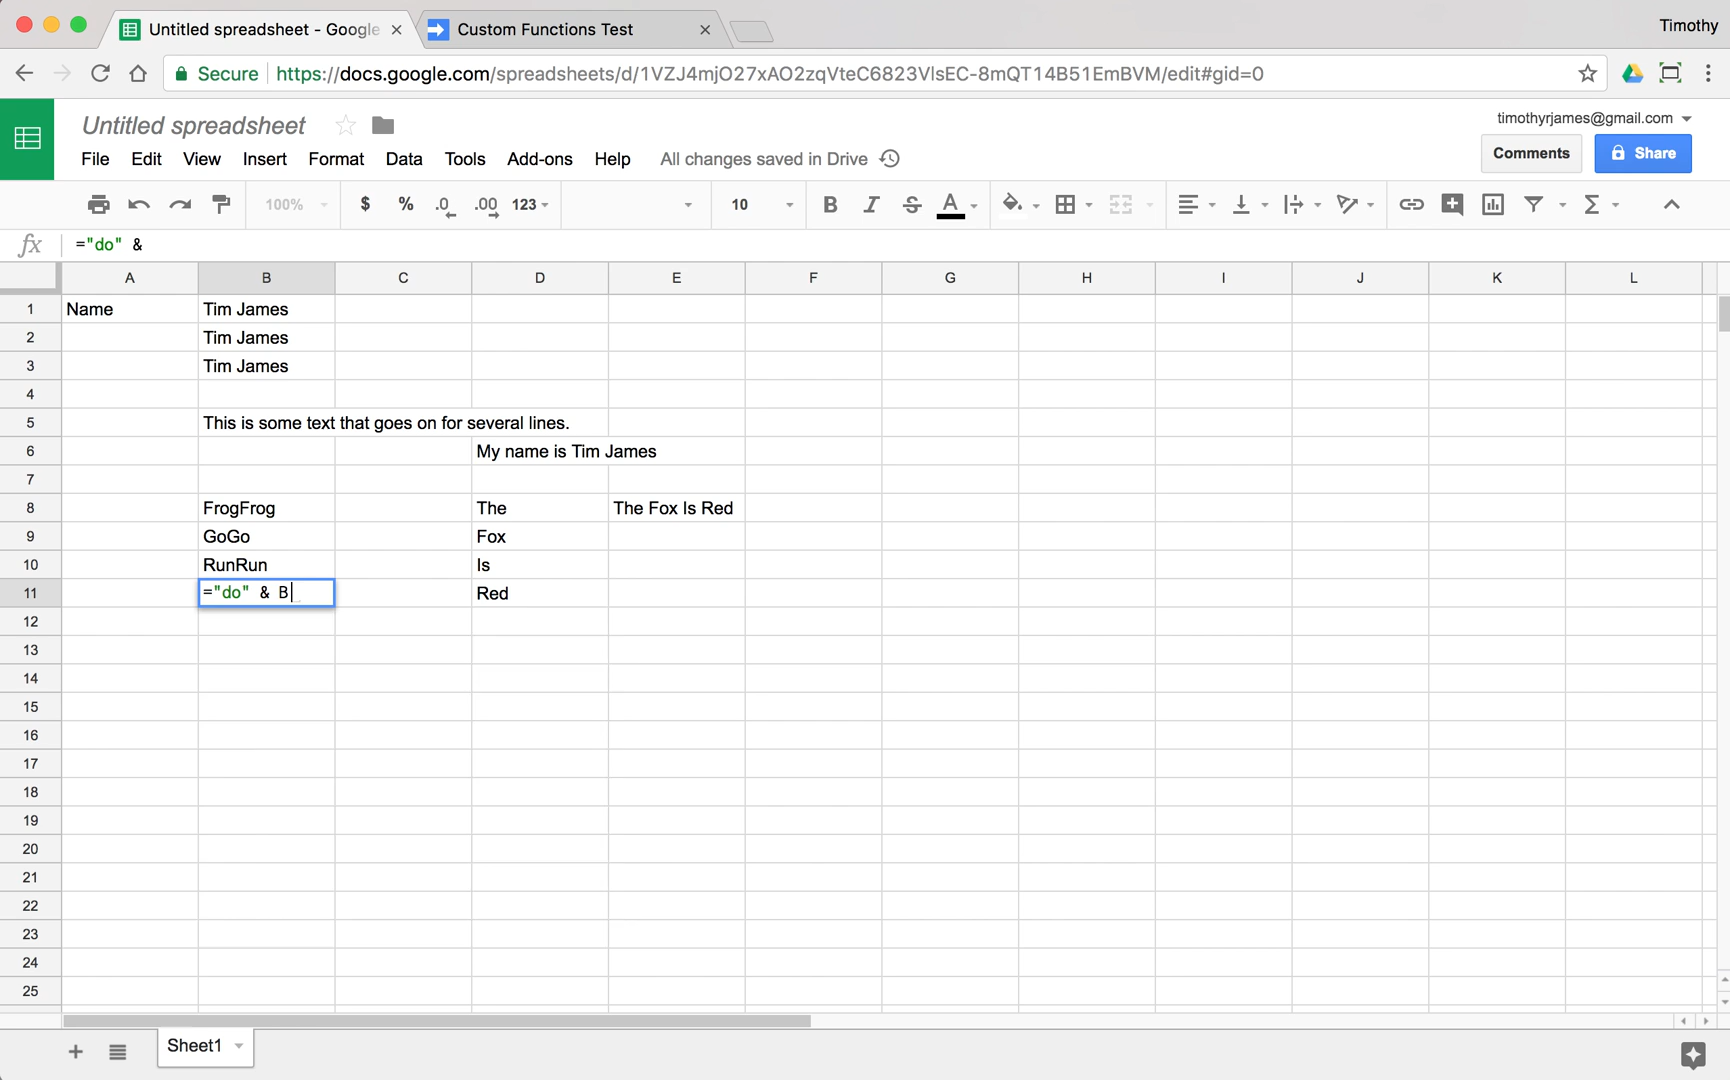 Untitled spreadsheet - Google
Custom Functions Test
Timothy
Secure
https://docs.google.com/spreadsheets/d/1VZJ4mjO27xAO2zqVteC6823VlsEC-8mQT14B51EmBVM/edit#gid=0
Untitled spreadsheet
timothyrjames@gmail.com
File Edit View Insert Format Data Tools Add-ons Help All changes saved in Drive
Comments
Share
100% $ % .0 .00 123 10 B I S A Σ
fx ="do" &
A B C D E F G H I J K L
1 Name Tim James
2 Tim James
3 Tim James
4
5 This is some text that goes on for several lines.
6 My name is Tim James
7
8 FrogFrog The The Fox Is Red
9 GoGo Fox
10 RunRun Is
11 ="do" & B Red
12
13
14
15
16
17
18
19
20
21
22
23
24
25
Sheet1